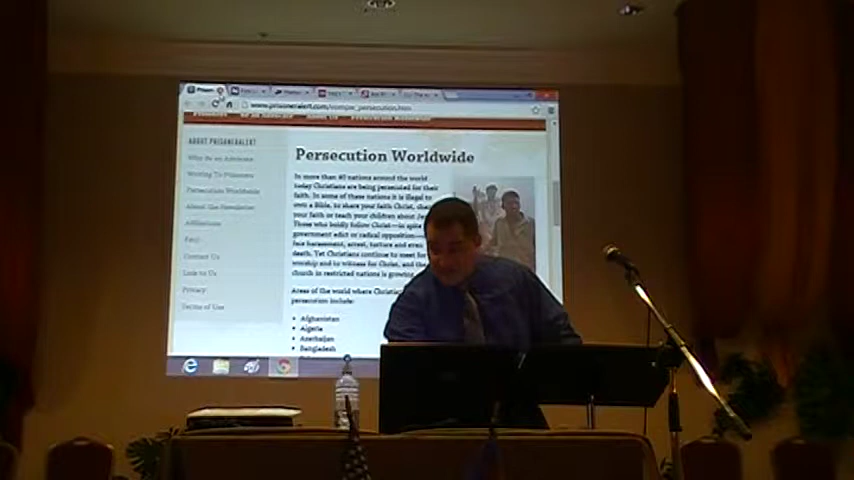 www.prisoneralert.com/vompw_persecution.htm
ABOUT PRISONERALERT
Why Be an Advocate
Writing To Prisoners
Persecution Worldwide
About the Newsletter
Affiliations
FAQ
Contact Us
Link to Us
Privacy
Terms of Use
Persecution Worldwide
In more than 40 nations around the world
today Christians are being persecuted for their
faith. In some of these nations it is illegal to
own a Bible, to share your faith Christ,
your faith or teach your children about
Those who boldly follow Christ—in spite
government edict or radical opposition—
face harassment, arrest, torture and even
death. Yet Christians continue to meet for
worship and to witness for Christ, and the
church in restricted nations is growing.
Areas of the world where
persecution include:
• Afghanistan
• Algeria
• Azerbaijan
• Bangladesh